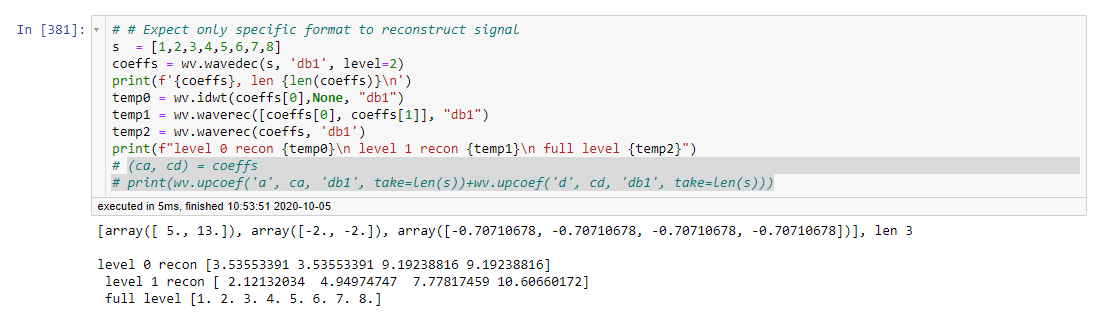 In [381]:
# # Expect only specific format to reconstruct signal
s  = [1,2,3,4,5,6,7,8]
coeffs = wv.wavedec(s, 'db1', level=2)
print(f'{coeffs}, len {len(coeffs)}\n')
temp0 = wv.idwt(coeffs[0],None, "db1")
temp1 = wv.waverec([coeffs[0], coeffs[1]], "db1")
temp2 = wv.waverec(coeffs, 'db1')
print(f"level 0 recon {temp0}\n level 1 recon {temp1}\n full level {temp2}")
# (ca, cd) = coeffs
# print(wv.upcoef('a', ca, 'db1', take=len(s))+wv.upcoef('d', cd, 'db1', take=len(s)))
executed in 5ms, finished 10:53:51 2020-10-05
[array([ 5., 13.]), array([-2., -2.]), array([-0.70710678, -0.70710678, -0.70710678, -0.70710678])], len 3
level 0 recon [3.53553391 3.53553391 9.19238816 9.19238816]
 level 1 recon [ 2.12132034  4.94974747  7.77817459 10.60660172]
 full level [1. 2. 3. 4. 5. 6. 7. 8.]